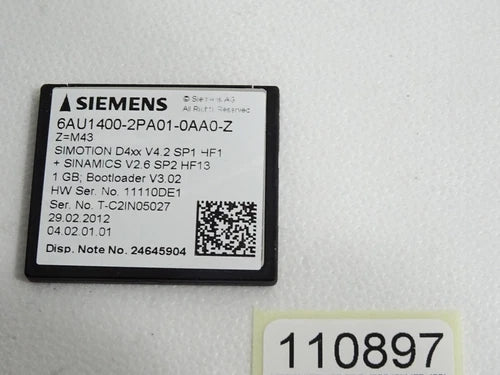 SIEMENS
© Siemens AG
All Rights Reserved
6AU1400-2PA01-0AA0-Z
Z=M43
SIMOTION D4xx V4.2 SP1 HF1
+ SINAMICS V2.6 SP2 HF13
1 GB; Bootloader V3.02
HW Ser. No. 11110DE1
Ser. No. T-C2IN05027
29.02.2012
04.02.01.01
Disp. Note No. 24645904
110897